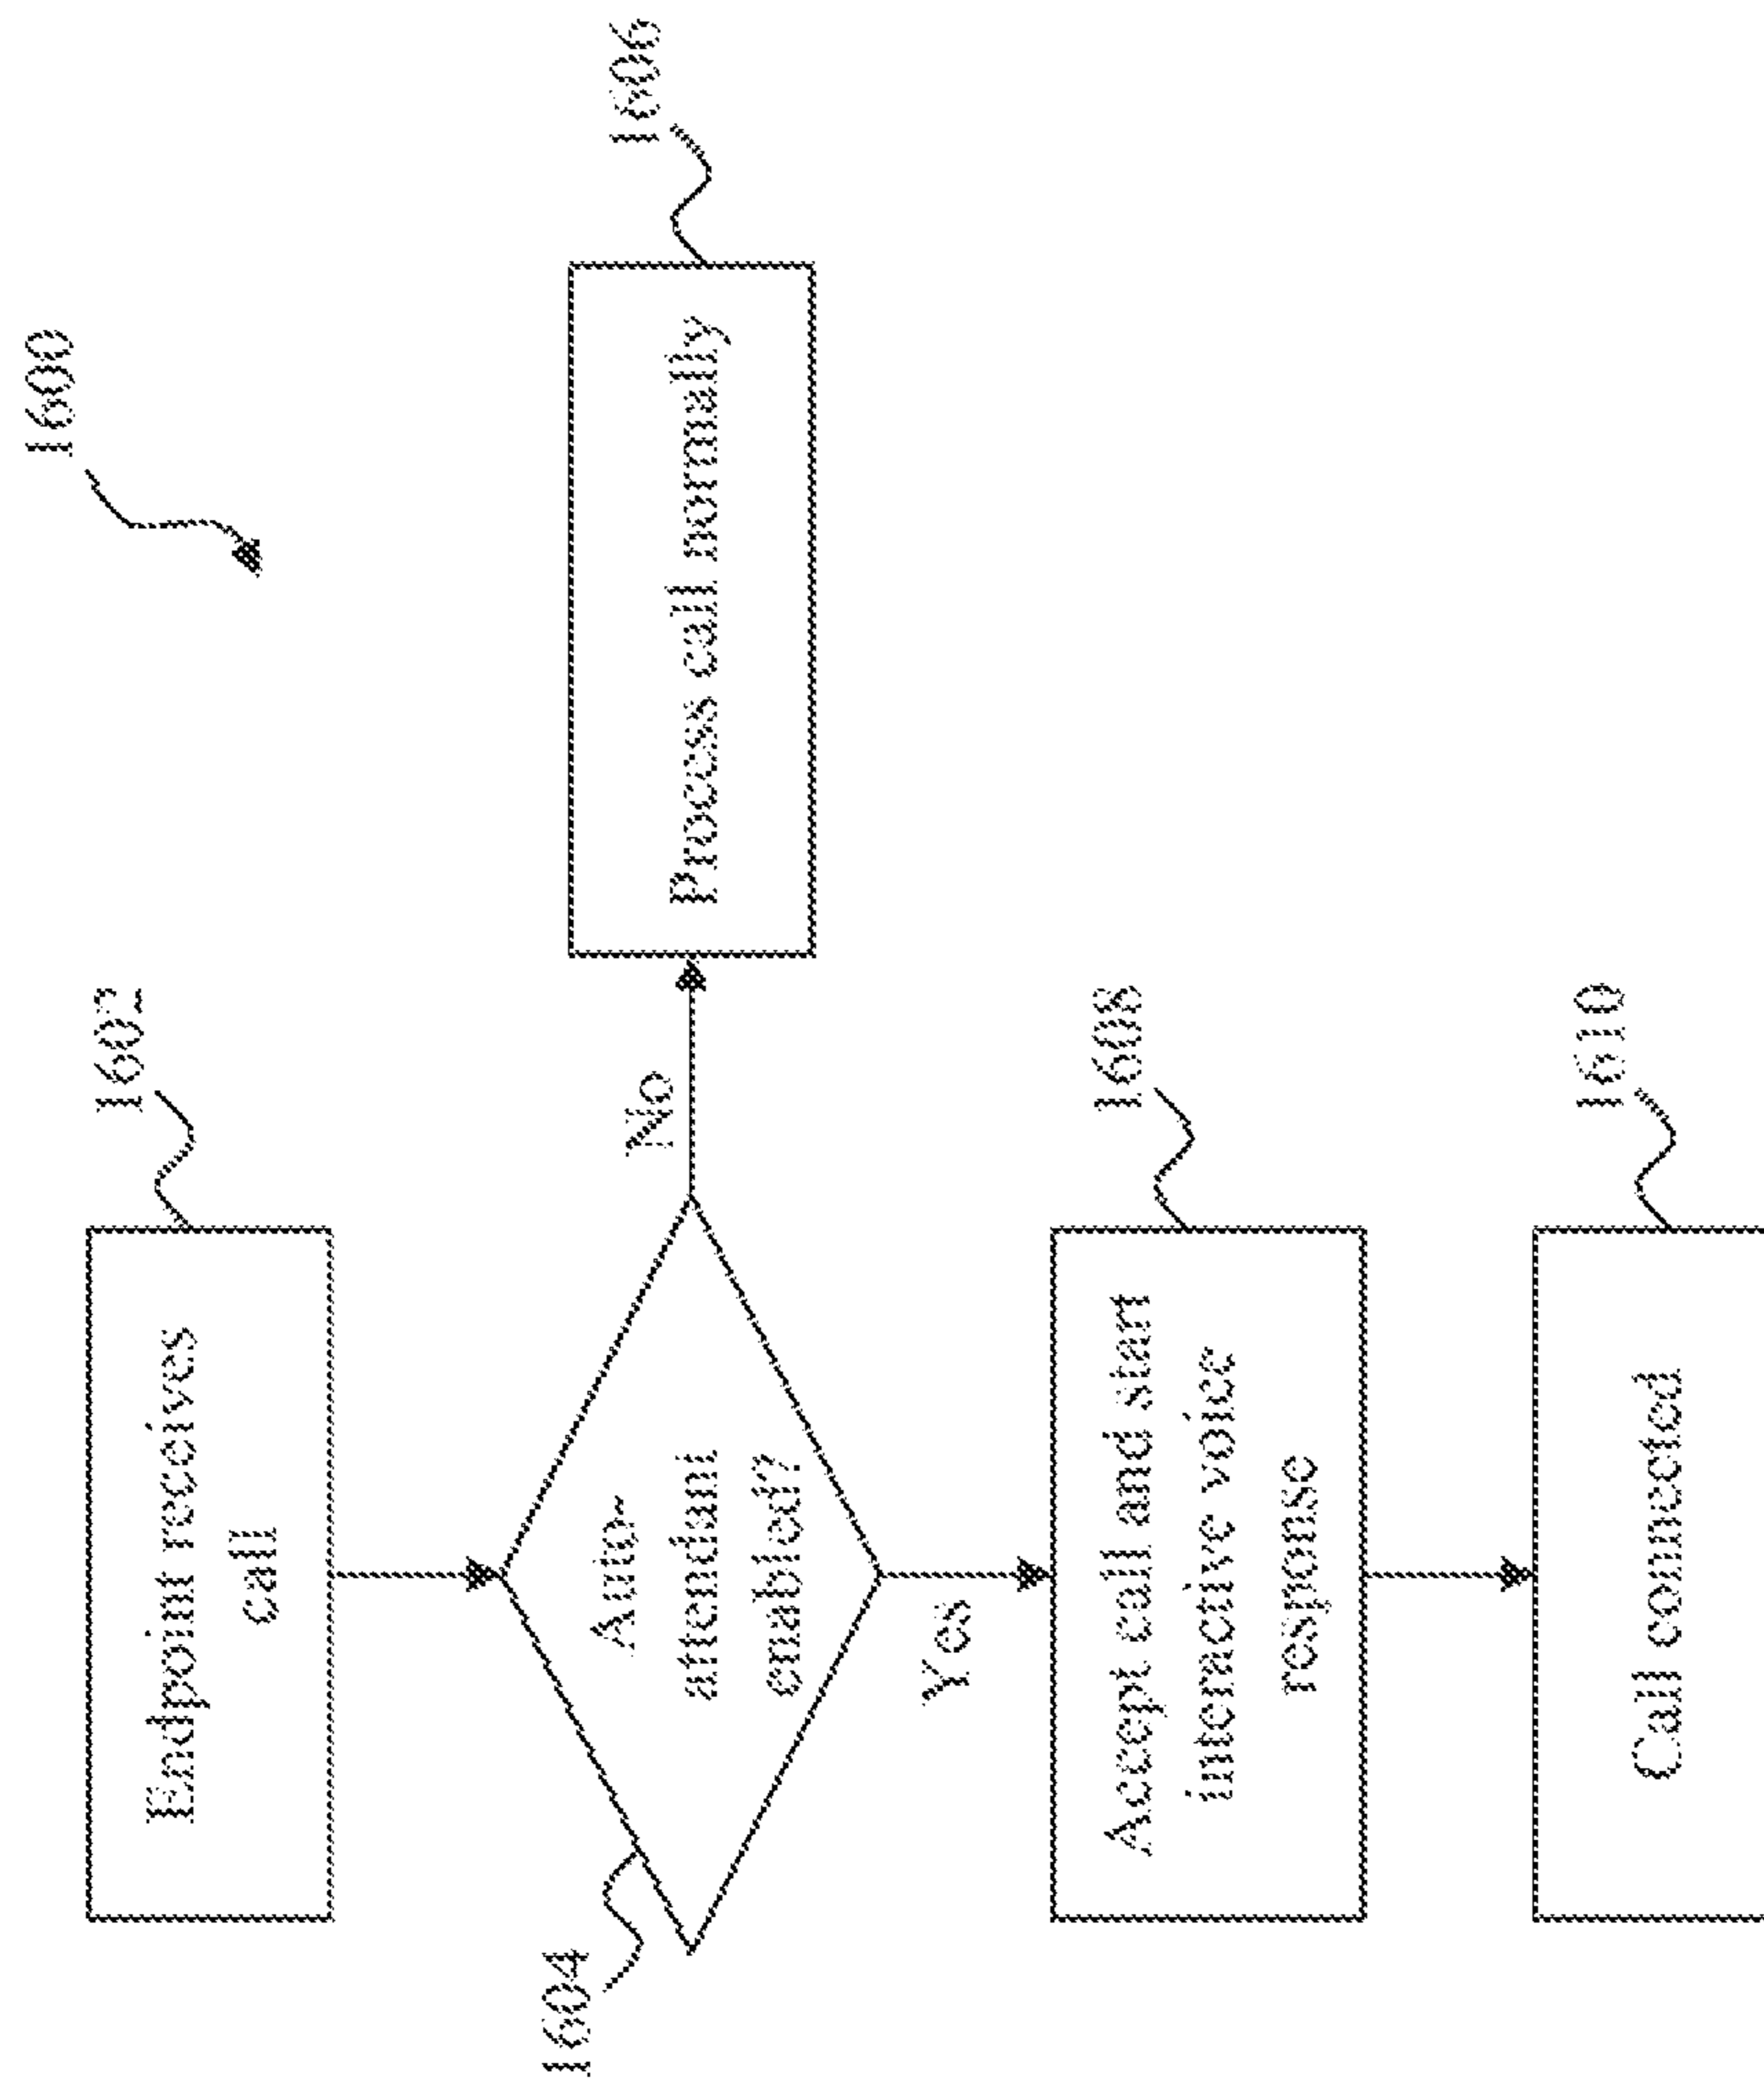 1600
Endpoint receives
call
1602
1604
Auto-
attendant
enabled?
No
Process call normally
1606
Yes
Accept call and start
interactive voice
response
1608
Call connected
1610